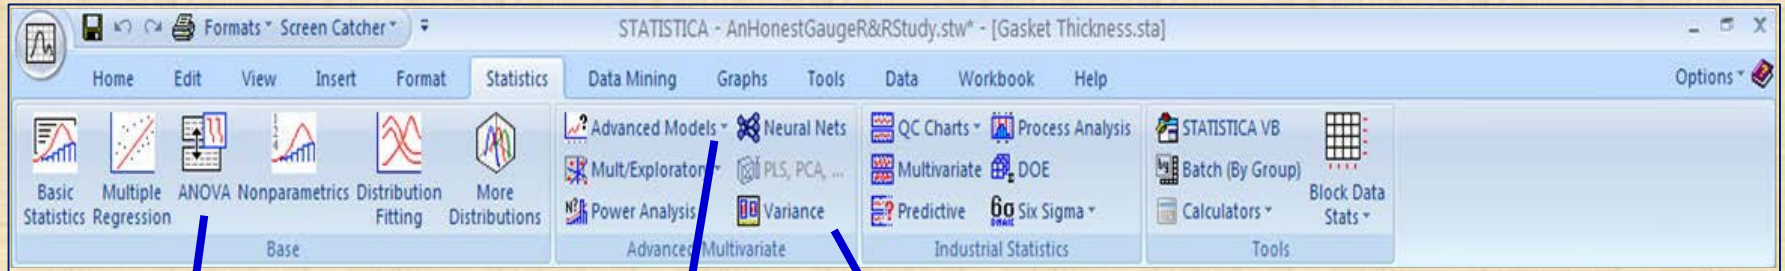 Formats Screen Catcher
STATISTICA - AnHonestGaugeR&RStudy.stw* - [Gasket Thickness.sta]
Home Edit View Insert Format Statistics Data Mining Graphs Tools Data Workbook Help
Options
Basic Statistics
Multiple Regression
ANOVA
Nonparametrics
Distribution Fitting
More Distributions
Base
Advanced Models
Neural Nets
Mult/Exploratory
PLS, PCA, ...
Power Analysis
Variance
Advanced Multivariate
QC Charts
Process Analysis
Multivariate
DOE
Predictive
6σ Six Sigma
Industrial Statistics
STATISTICA VB
Batch (By Group)
Calculators
Block Data Stats
Tools